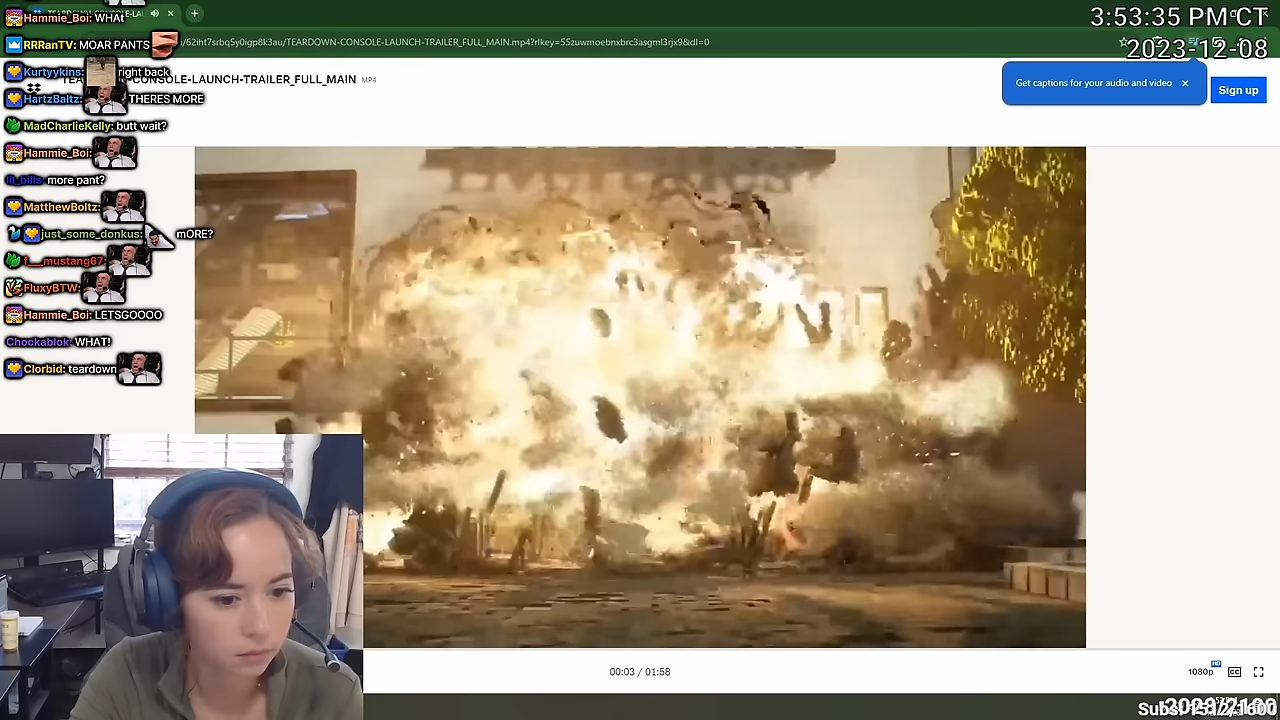 Hammie_Boi: WHAt
RRRanTV: MOAR PANTS
Kurtyykins: right back
HartzBaltz: THERES MORE
MadCharlieKelly: butt wait?
Hammie_Boi:
lil_bills: more pant?
MatthewBoltz:
just_some_donkus: mORE?
f__mustang67:
FluxyBTW:
Hammie_Boi: LETSGOOOO
Chockablok: WHAT!
Clorbid: teardown
/62iht7srbq5y0igp8k3au/TEARDOWN-CONSOLE-LAUNCH-TRAILER_FULL_MAIN.mp4?rlkey=55zuwmoebnxbrc3asgml3rjx9&dl=0
CONSOLE-LAUNCH-TRAILER_FULL_MAIN MP4
3:53:35 PM CT
2023-12-08
Get captions for your audio and video
Sign up
00:03 / 01:58
1080p HD CC